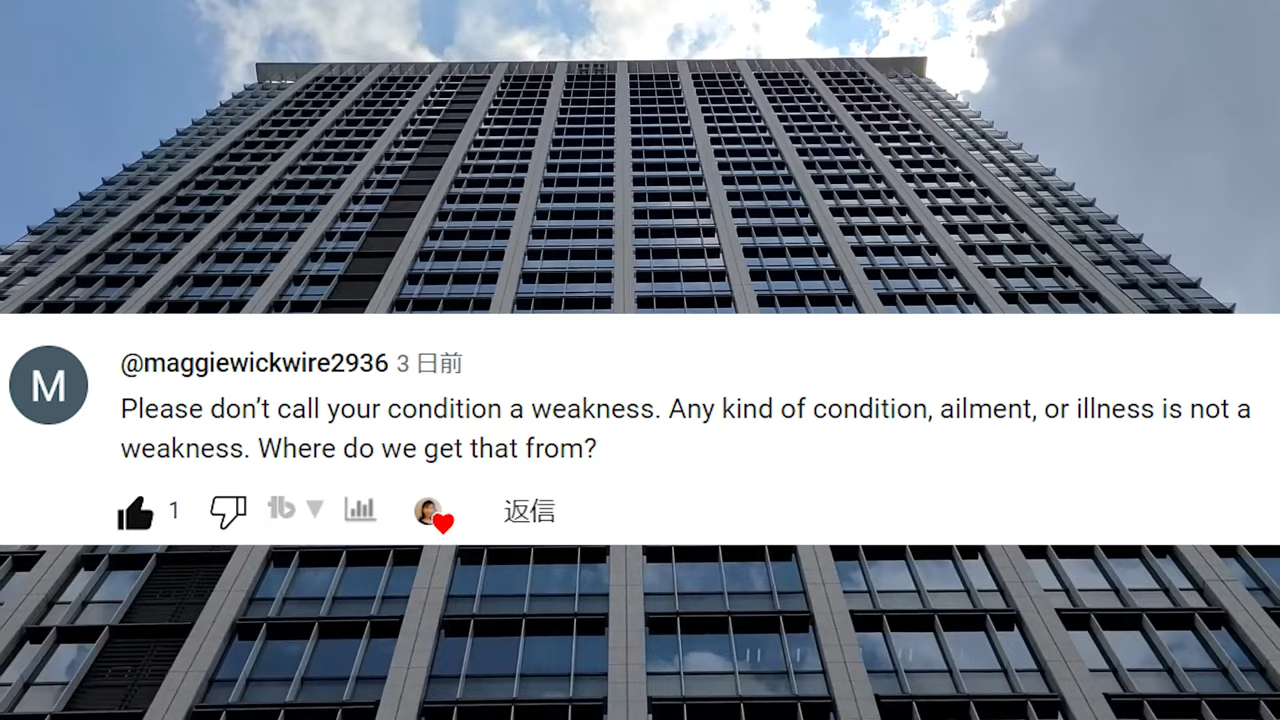 M
@maggiewickwire2936 3 日前
Please don’t call your condition a weakness. Any kind of condition, ailment, or illness is not a
weakness. Where do we get that from?
1
tb
返信